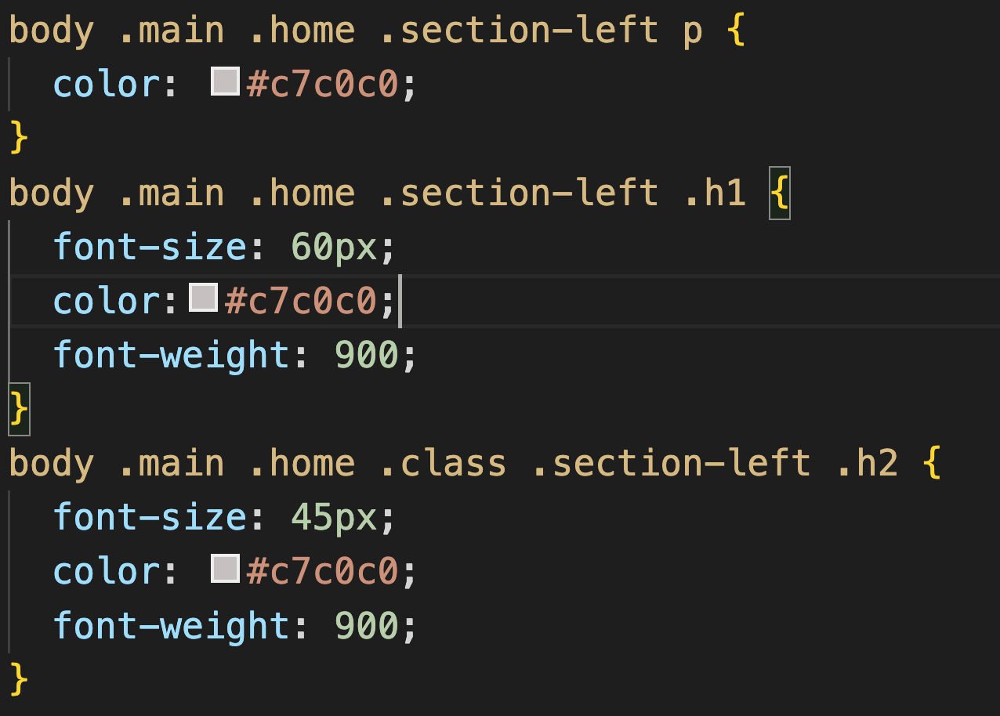 body .main .home .section-left p {
  color: #c7c0c0;
}
body .main .home .section-left .h1 {
  font-size: 60px;
  color:#c7c0c0;
  font-weight: 900;
}
body .main .home .class .section-left .h2 {
  font-size: 45px;
  color: #c7c0c0;
  font-weight: 900;
}